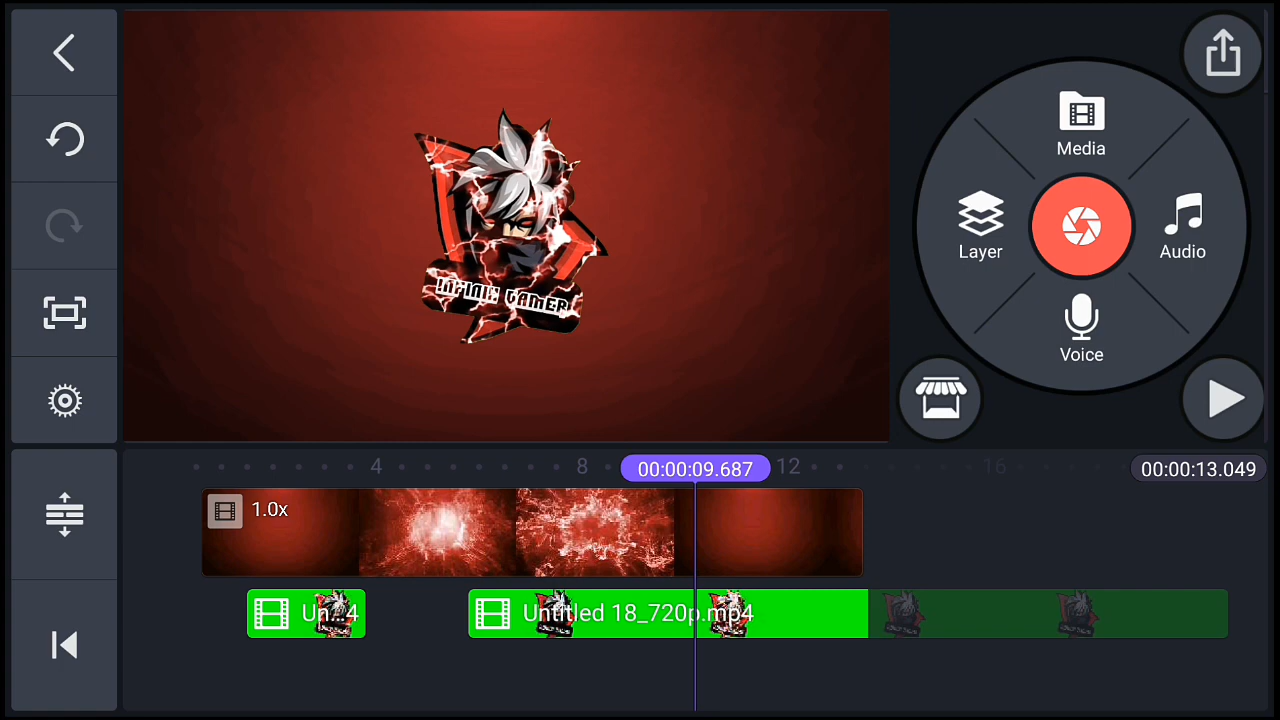 Media
Layer
Audio
Voice
GAMER
4
8
00:00:09.687
12
16
00:00:13.049
1.0x
Un...4
Untitled 18_720p.mp4